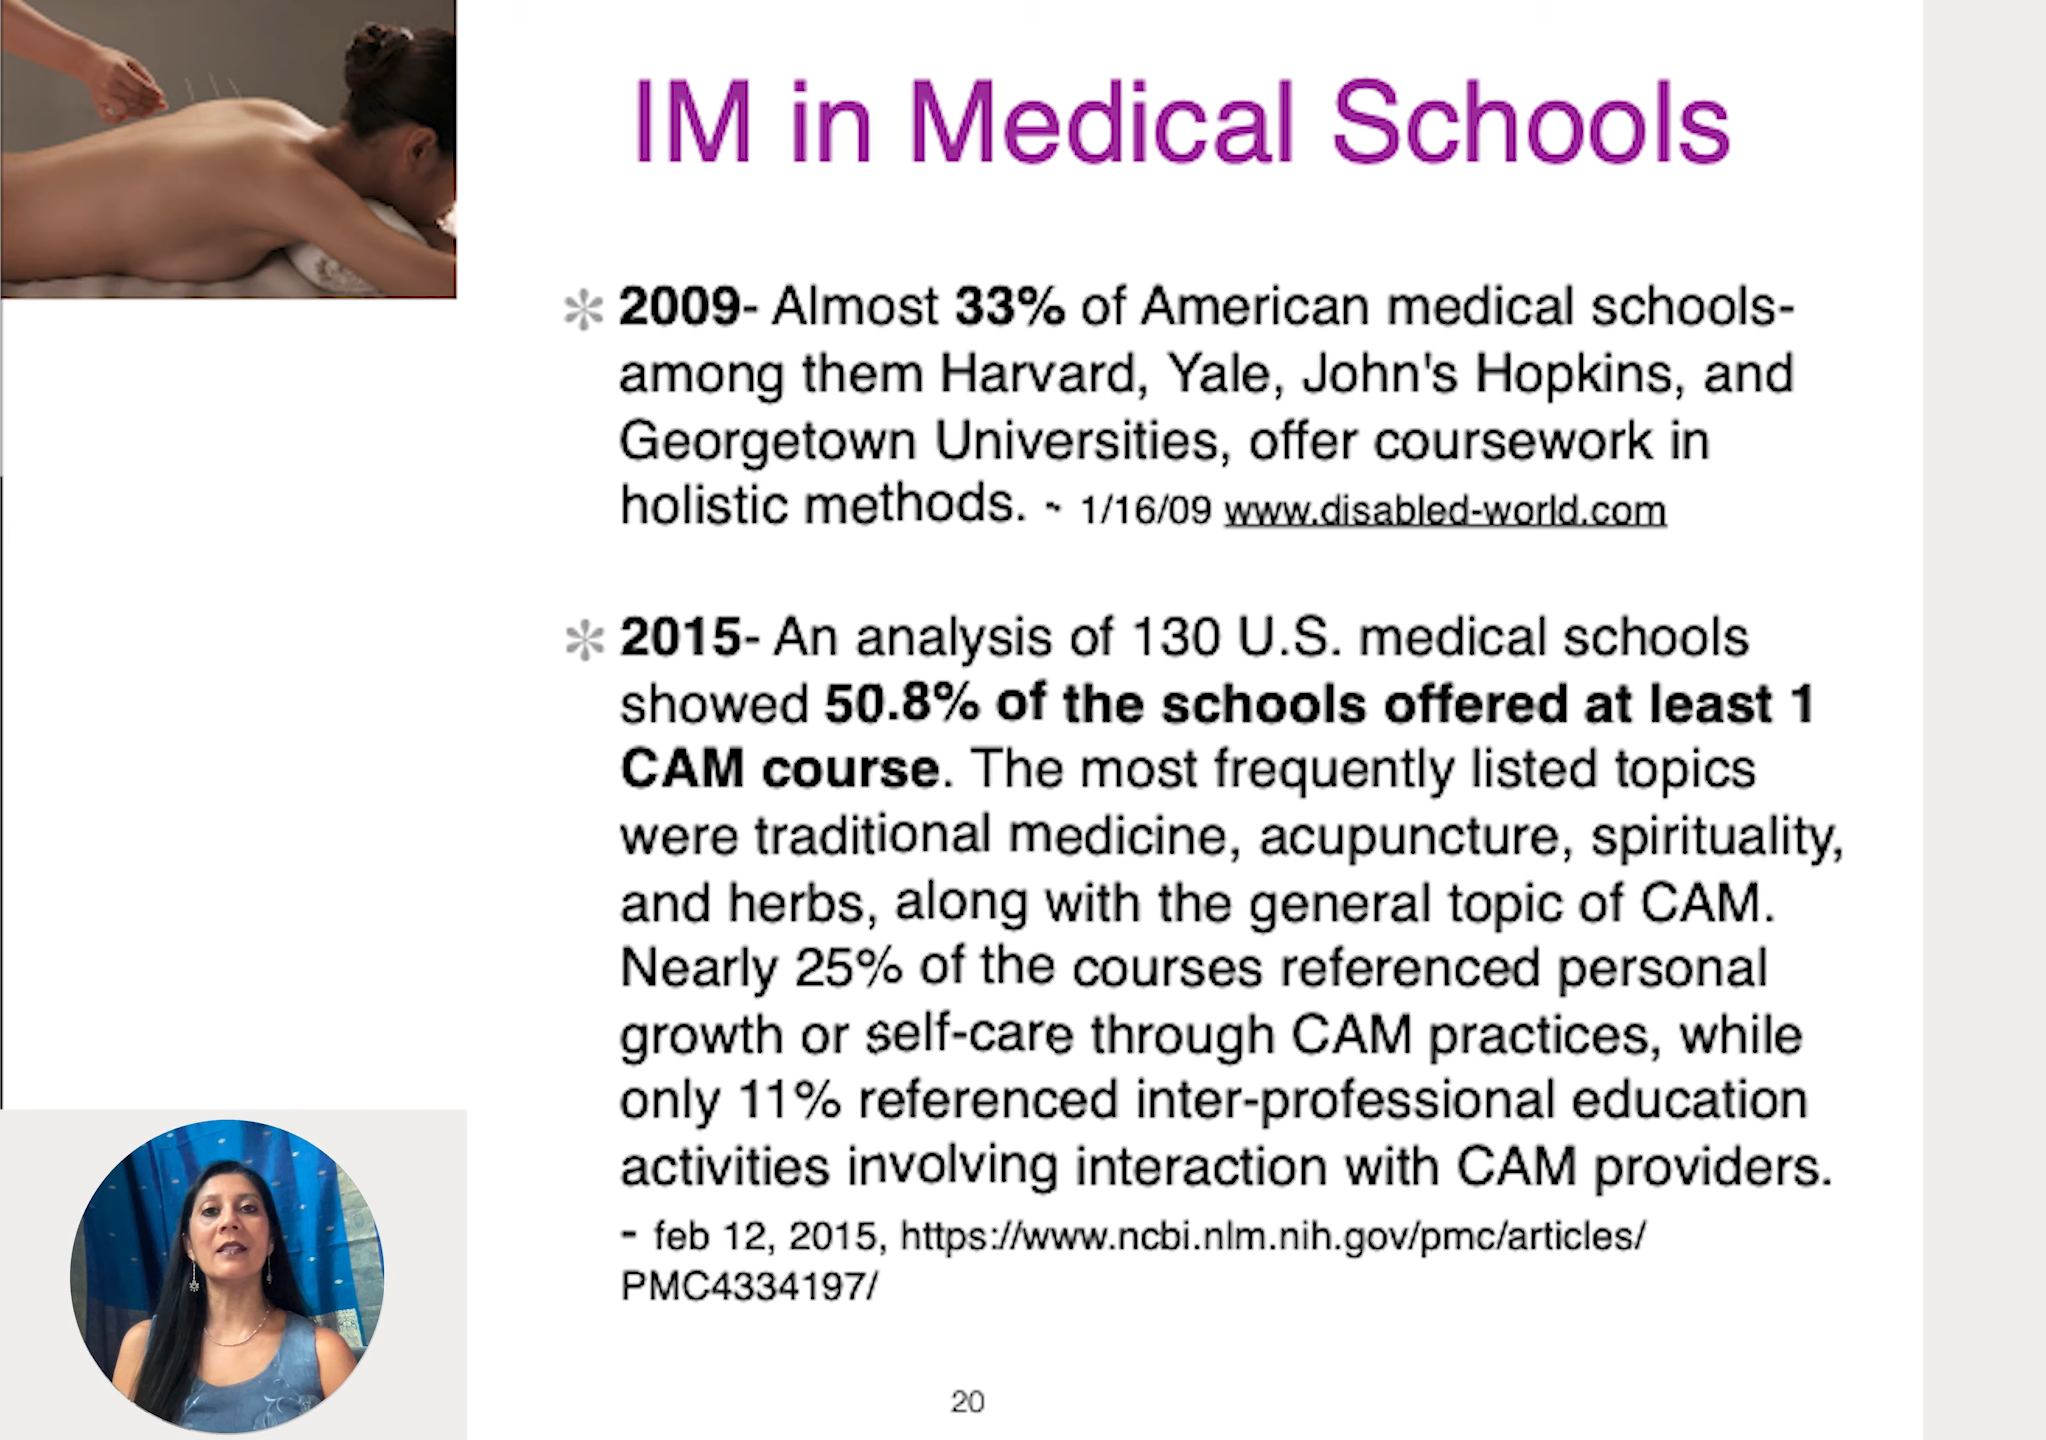 IM in Medical Schools
✻ 2009- Almost 33% of American medical schools-
among them Harvard, Yale, John's Hopkins, and
Georgetown Universities, offer coursework in
holistic methods. ~ 1/16/09 www.disabled-world.com
✻ 2015- An analysis of 130 U.S. medical schools
showed 50.8% of the schools offered at least 1
CAM course. The most frequently listed topics
were traditional medicine, acupuncture, spirituality,
and herbs, along with the general topic of CAM.
Nearly 25% of the courses referenced personal
growth or self-care through CAM practices, while
only 11% referenced inter-professional education
activities involving interaction with CAM providers.
- feb 12, 2015, https://www.ncbi.nlm.nih.gov/pmc/articles/
PMC4334197/
20